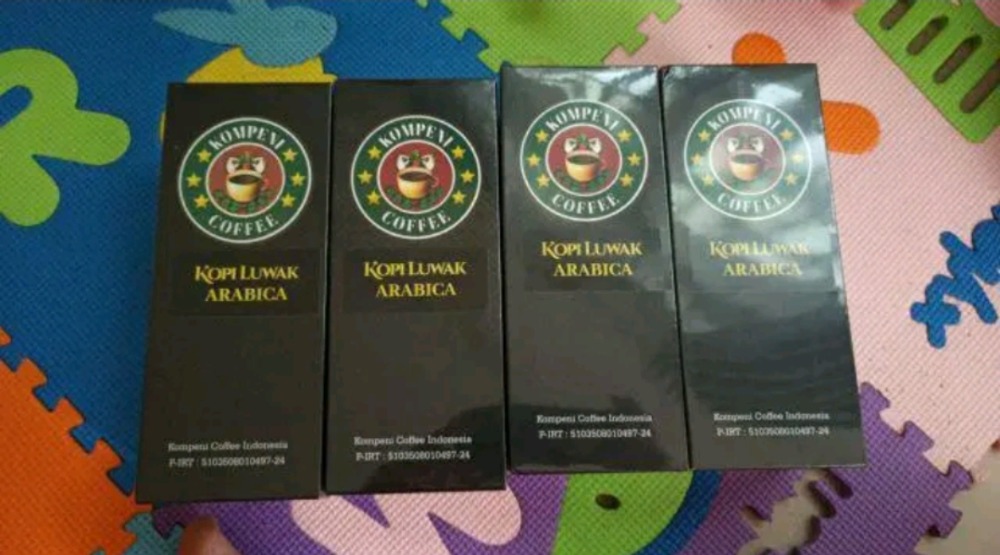 KOMPENI
COFFEE
KOPI LUWAK
ARABICA
Kompeni Coffee Indonesia
P-IRT : 5103508010497-24
KOMPENI
COFFEE
KOPI LUWAK
ARABICA
Kompeni Coffee Indonesia
P-IRT : 5103508010497-24
KOMPENI
COFFEE
KOPI LUWAK
ARABICA
Kompeni Coffee Indonesia
P-IRT : 5103508010497-24
KOMPENI
COFFEE
KOPI LUWAK
ARABICA
Kompeni Coffee Indonesia
P-IRT : 5103508010497-24